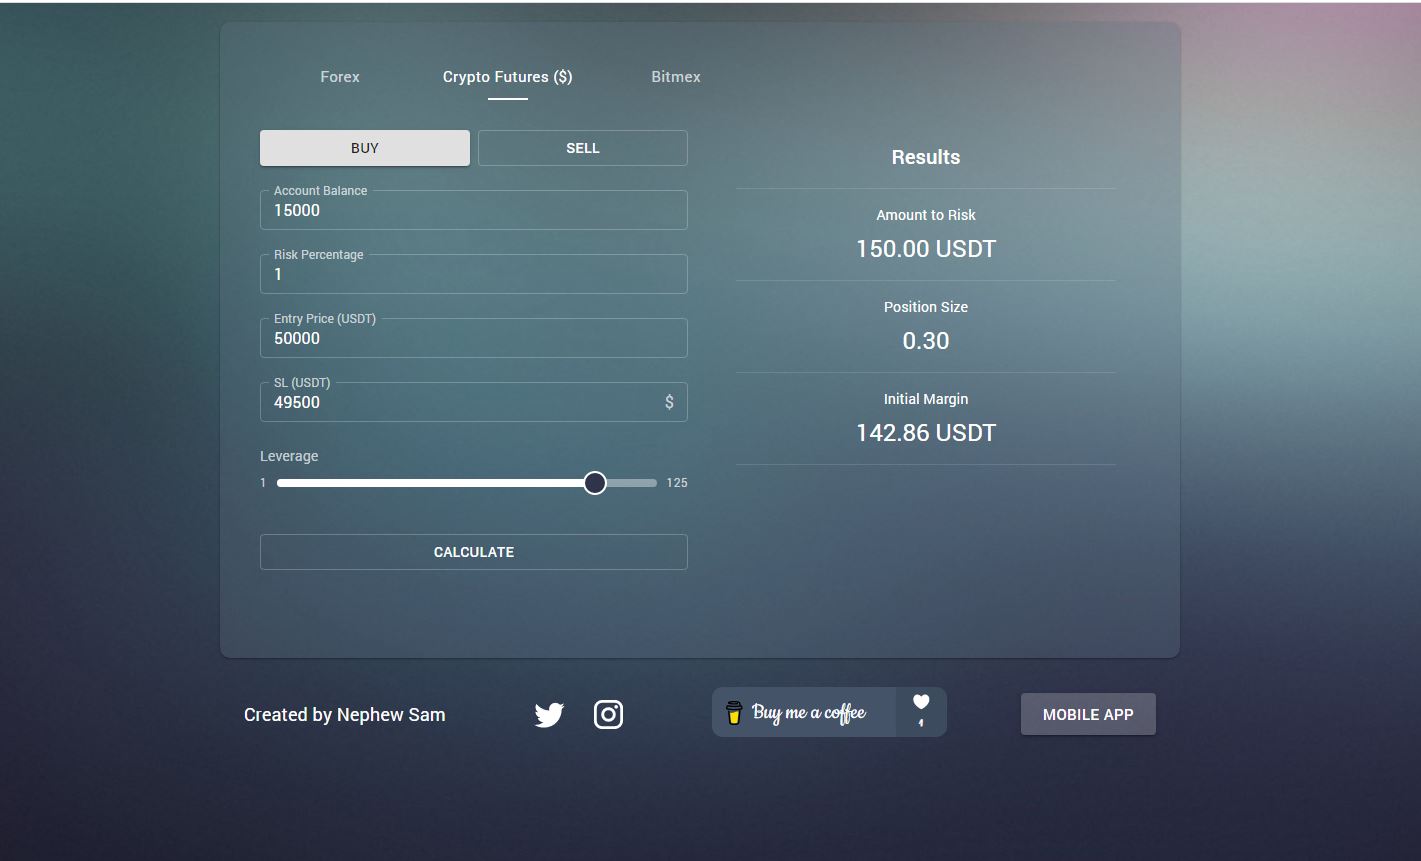 Forex
Crypto Futures ($)
Bitmex
BUY
SELL
Account Balance
15000
Risk Percentage
1
Entry Price (USDT)
50000
SL (USDT)
49500
$
Leverage
1
125
CALCULATE
Results
Amount to Risk
150.00 USDT
Position Size
0.30
Initial Margin
142.86 USDT
Created by Nephew Sam
Buy me a coffee
1
MOBILE APP